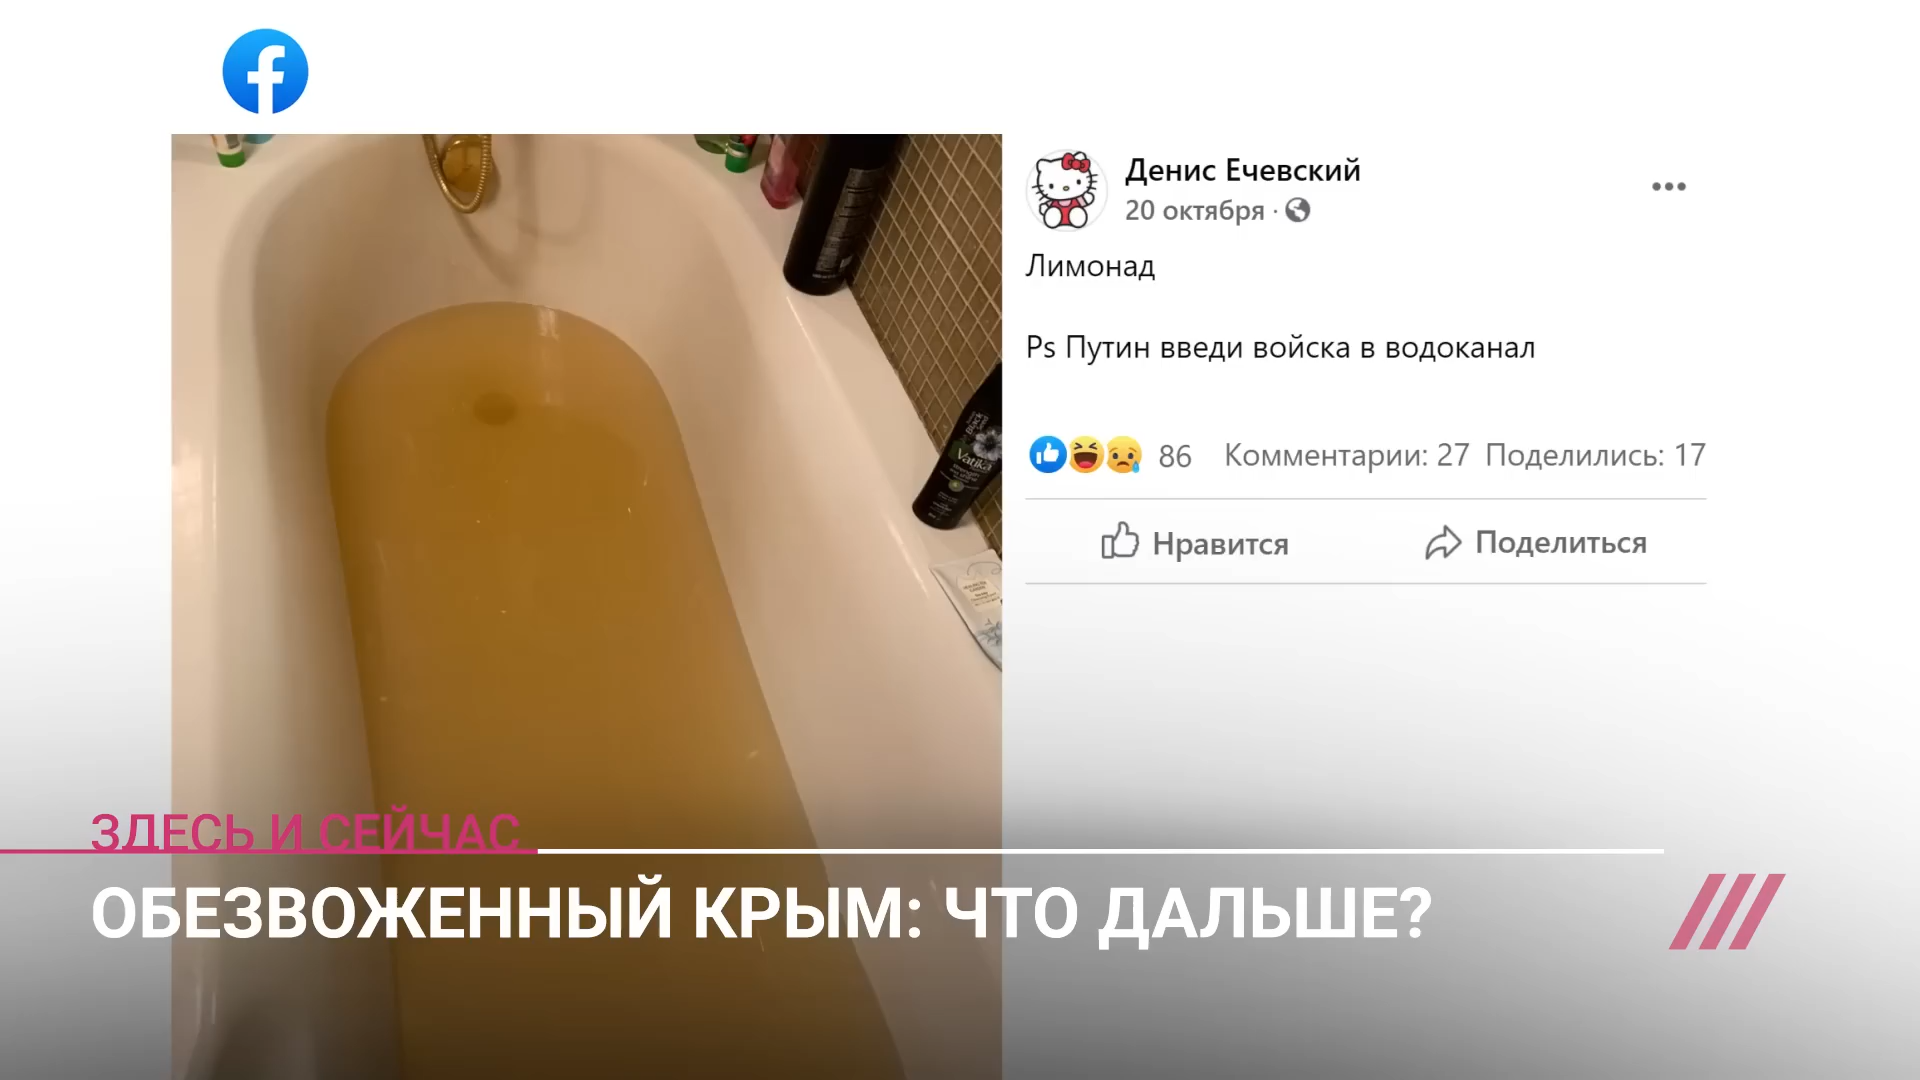 Денис Ечевский
20 октября ·
Лимонад
Ps Путин введи войска в водоканал
86 Комментарии: 27 Поделились: 17
Нравится Поделиться
Vatika
ЗДЕСЬ И СЕЙЧАС
ОБЕЗВОЖЕННЫЙ КРЫМ: ЧТО ДАЛЬШЕ?